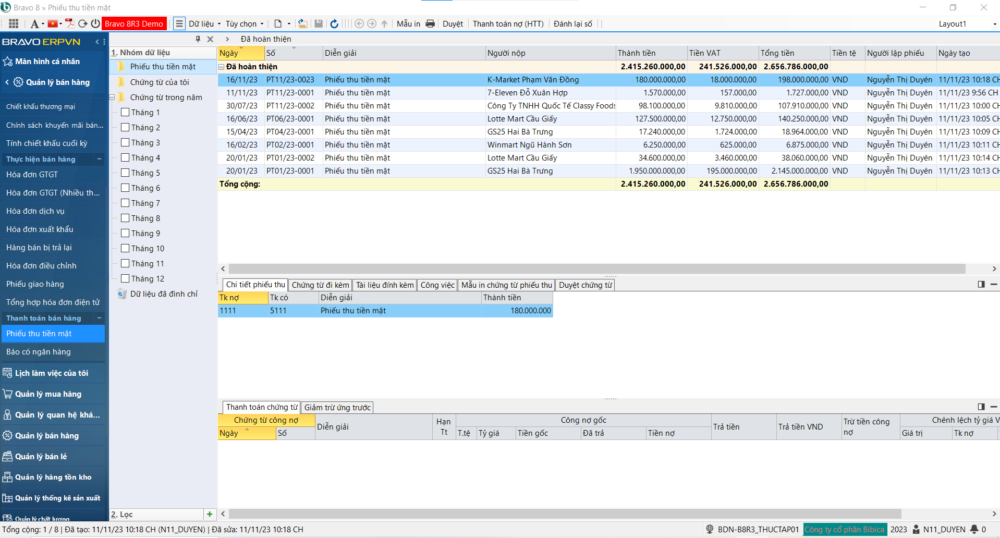 Bravo 8 » Phiếu thu tiền mặt
Bravo 8R3 Demo Dữ liệu Tùy chọn Mẫu in Duyệt Thanh toán nợ (HTT) Đánh lại số Layout1
BRAVO ERPVN
Màn hình cá nhân
Quản lý bán hàng
Chiết khấu thương mại
Chính sách khuyến mãi bán...
Tính chiết khấu cuối kỳ
Thực hiện bán hàng
Hóa đơn GTGT
Hóa đơn GTGT (Nhiều th...
Hóa đơn dịch vụ
Hóa đơn xuất khẩu
Hàng bán bị trả lại
Hóa đơn điều chỉnh
Phiếu giao hàng
Tổng hợp hóa đơn điện tử
Thanh toán bán hàng
Phiếu thu tiền mặt
Báo có ngân hàng
Lịch làm việc của tôi
Quản lý mua hàng
Quản lý quan hệ khá...
Quản lý bán hàng
Quản lý bán lẻ
Quản lý hàng tồn kho
Quản lý thống kê sản xuất
Quản lý chất lượng
1. Nhóm dữ liệu
Phiếu thu tiền mặt
Chứng từ của tôi
Chứng từ trong năm
Tháng 1
Tháng 2
Tháng 3
Tháng 4
Tháng 5
Tháng 6
Tháng 7
Tháng 8
Tháng 9
Tháng 10
Tháng 11
Tháng 12
Dữ liệu đã đình chỉ
2. Lọc
Đã hoàn thiện
Ngày Số Diễn giải Người nộp Thành tiền Tiền VAT Tổng tiền Tiền tệ Người lập phiếu Ngày tạo
Đã hoàn thiện 2.415.260.000,00 241.526.000,00 2.656.786.000,00
16/11/23 PT11/23-0023 Phiếu thu tiền mặt K-Market Phạm Văn Đồng 180.000.000,00 18.000.000,00 198.000.000,00 VND Nguyễn Thị Duyên 11/11/23 10:18 CH
11/11/23 PT11/23-0001 Phiếu thu tiền mặt 7-Eleven Đỗ Xuân Hợp 1.570.000,00 157.000,00 1.727.000,00 VND Nguyễn Thị Duyên 11/11/23 9:56 CH
30/07/23 PT11/23-0002 Phiếu thu tiền mặt Công Ty TNHH Quốc Tế Classy Foods 98.100.000,00 9.810.000,00 107.910.000,00 VND Nguyễn Thị Duyên 11/11/23 10:00 CH
16/06/23 PT06/23-0001 Phiếu thu tiền mặt Lotte Mart Cầu Giấy 127.500.000,00 12.750.000,00 140.250.000,00 VND Nguyễn Thị Duyên 11/11/23 10:05 CH
15/04/23 PT04/23-0001 Phiếu thu tiền mặt GS25 Hai Bà Trưng 17.240.000,00 1.724.000,00 18.964.000,00 VND Nguyễn Thị Duyên 11/11/23 10:09 CH
16/02/23 PT02/23-0001 Phiếu thu tiền mặt Winmart Ngũ Hành Sơn 6.250.000,00 625.000,00 6.875.000,00 VND Nguyễn Thị Duyên 11/11/23 10:11 CH
20/01/23 PT01/23-0002 Phiếu thu tiền mặt Lotte Mart Cầu Giấy 34.600.000,00 3.460.000,00 38.060.000,00 VND Nguyễn Thị Duyên 11/11/23 10:14 CH
20/01/23 PT01/23-0001 Phiếu thu tiền mặt GS25 Hai Bà Trưng 1.950.000.000,00 195.000.000,00 2.145.000.000,00 VND Nguyễn Thị Duyên 11/11/23 10:13 CH
Tổng cộng: 2.415.260.000,00 241.526.000,00 2.656.786.000,00
Chi tiết phiếu thu Chứng từ đi kèm Tài liệu đính kèm Công việc Mẫu in chứng từ phiếu thu Duyệt chứng từ
Tk nợ Tk có Diễn giải Thành tiền
1111 5111 Phiếu thu tiền mặt 180.000.000
Thanh toán chứng từ Giảm trừ ứng trước
Chứng từ công nợ Diễn giải Hạn Tt Công nợ gốc Trả tiền Trả tiền VND Trừ tiền công nợ Chênh lệch tỷ giá V
Ngày Số T.tệ Tỷ giá Tiền gốc Đã trả Tiền nợ Giá trị Tk nợ
Tổng cộng: 1 / 8 | Đã tạo: 11/11/23 10:18 CH (N11_DUYEN) | Đã sửa: 11/11/23 10:18 CH BDN-B8R3_THUCTAP01 Công ty cổ phần Bibica 2023 N11_DUYEN 0